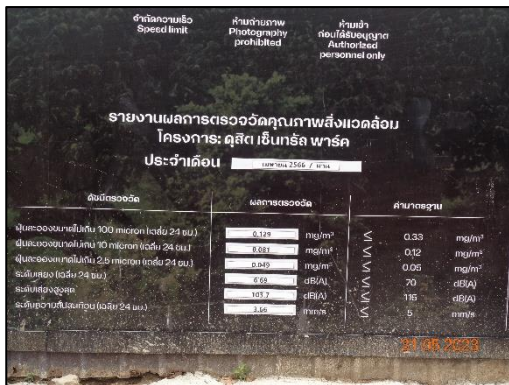 จำกัดความเร็ว
Speed limit
ห้ามถ่ายภาพ
Photography
prohibited
ห้ามเข้า
ก่อนได้รับอนุญาต
Authorized
personnel only
รายงานผลการตรวจวัดคุณภาพสิ่งแวดล้อม
โครงการ: ดุสิต เซ็นทรัล พาร์ค
ประจำเดือน เมษายน 2566 /
ดัชนีตรวจวัด ผลการตรวจวัด ค่ามาตรฐาน
ฝุ่นละอองขนาดไม่เกิน 100 micron (เฉลี่ย 24 ชม.) 0.129 mg/m³ 0.33 mg/m³
ฝุ่นละอองขนาดไม่เกิน 10 micron (เฉลี่ย 24 ชม.) 0.081 mg/m³ 0.12 mg/m³
ฝุ่นละอองขนาดไม่เกิน 2.5 micron (เฉลี่ย 24 ชม.) 0.049 mg/m³ 0.05 mg/m³
ระดับเสียง (เฉลี่ย 24 ชม.) dB(A) 70 dB(A)
ระดับเสียงสูงสุด 103.7 dB(A) 115 dB(A)
ระดับความสั่นสะเทือน (เฉลี่ย 24 ชม.) 3.66 mm/s 5 mm/s